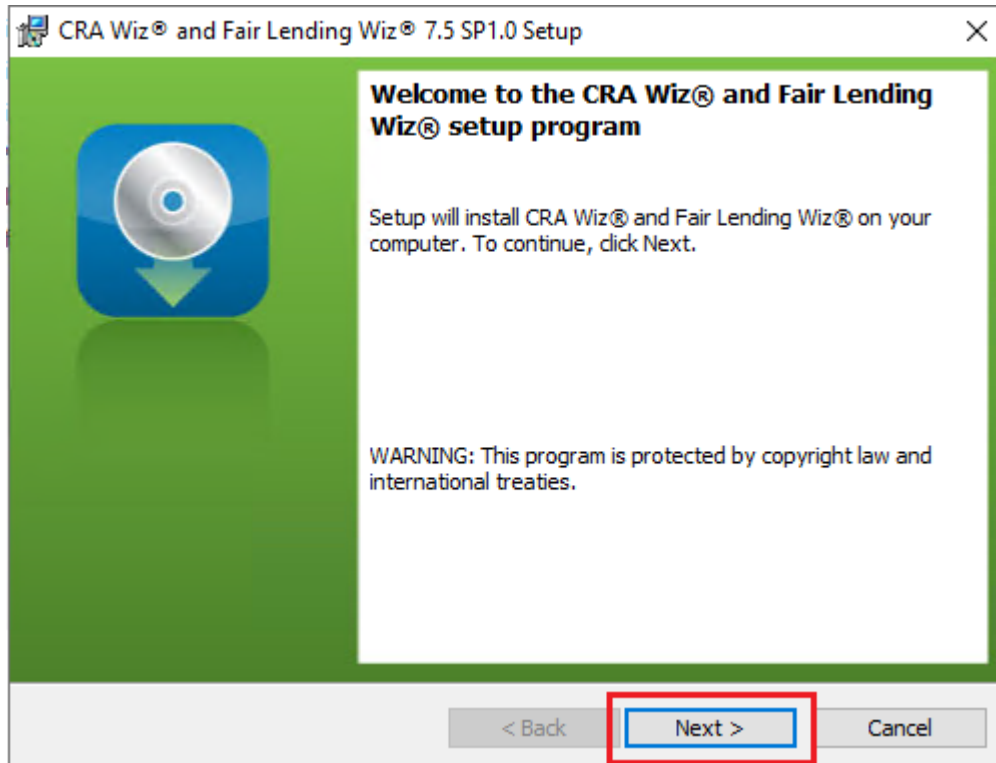 CRA Wiz® and Fair Lending Wiz® 7.5 SP1.0 Setup
Welcome to the CRA Wiz® and Fair Lending
Wiz® setup program
Setup will install CRA Wiz® and Fair Lending Wiz® on your
computer. To continue, click Next.
WARNING: This program is protected by copyright law and
international treaties.
< Back
Next >
Cancel